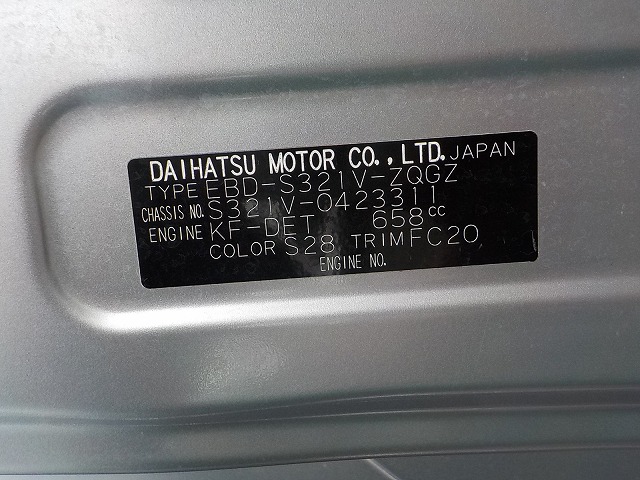 DAIHATSU MOTOR CO.,LTD. JAPAN
TYPE EBD-S321V-ZQGZ
CHASSIS NO. S321V-0423311
ENGINE KF-DET 658cc
COLOR S28 TRIM FC20
ENGINE NO.